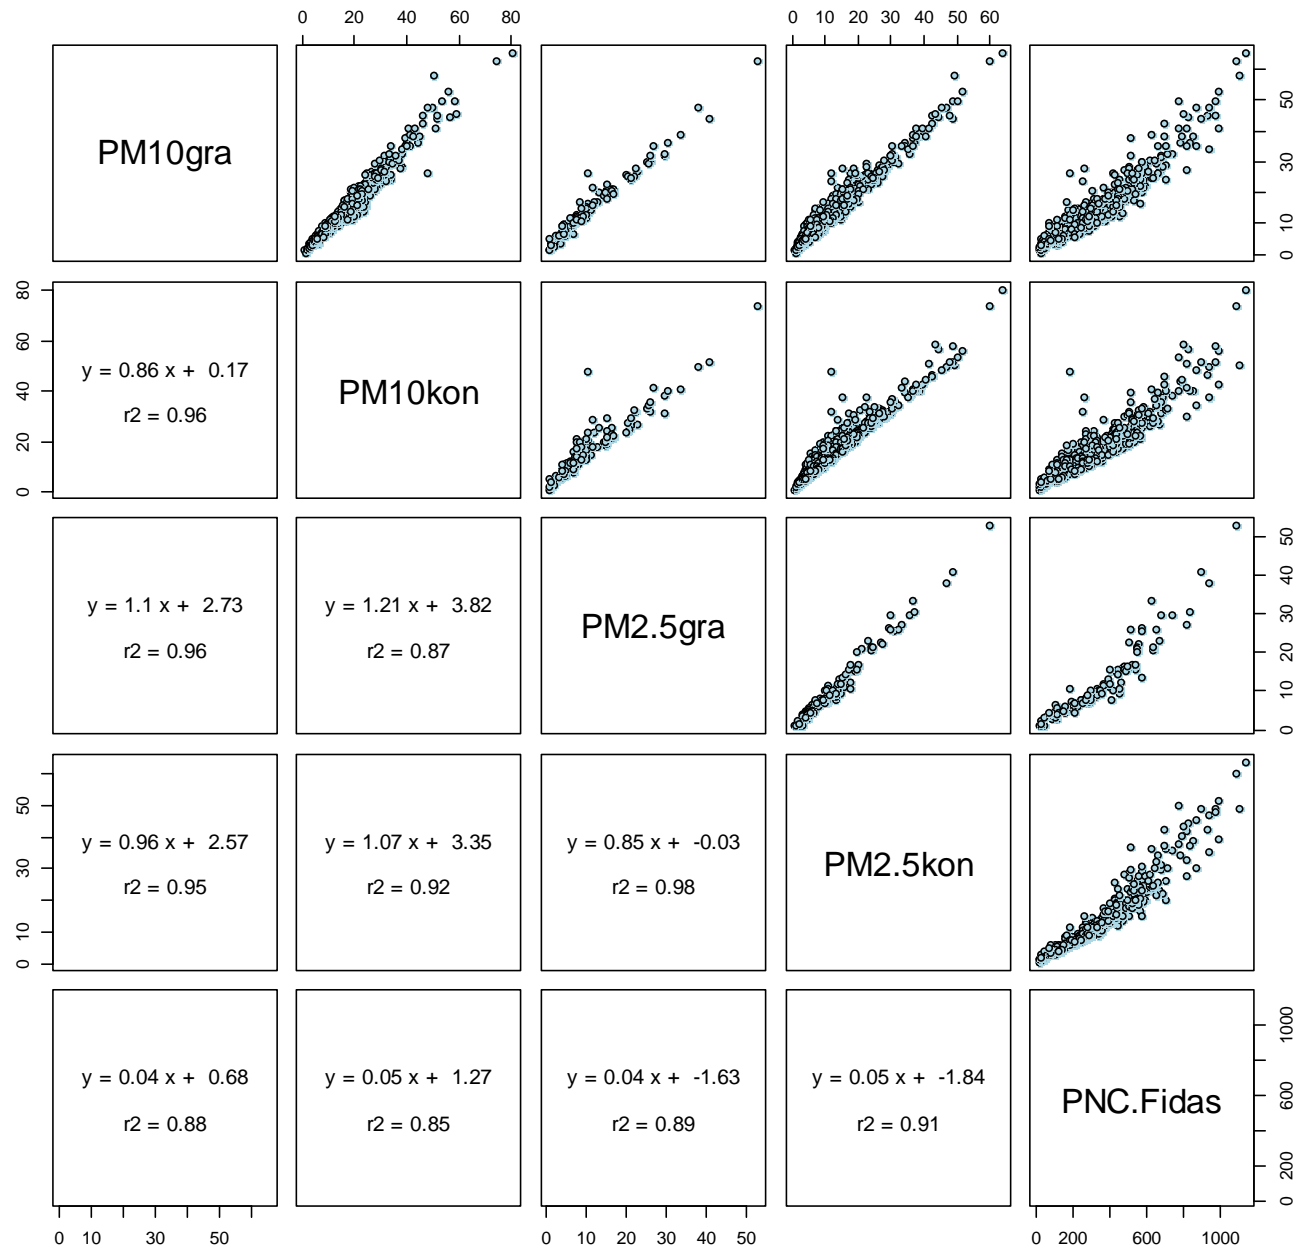 0 20 40 60 80
0 10 20 30 40 50 60
PM10gra
0 10 30 50
0 20 40 60 80
y = 0.86 x + 0.17
r2 = 0.96
PM10kon
y = 1.1 x + 2.73
r2 = 0.96
y = 1.21 x + 3.82
r2 = 0.87
PM2.5gra
0 10 20 30 40 50
0 10 30 50
y = 0.96 x + 2.57
r2 = 0.95
y = 1.07 x + 3.35
r2 = 0.92
y = 0.85 x + -0.03
r2 = 0.98
PM2.5kon
y = 0.04 x + 0.68
r2 = 0.88
y = 0.05 x + 1.27
r2 = 0.85
y = 0.04 x + -1.63
r2 = 0.89
y = 0.05 x + -1.84
r2 = 0.91
PNC.Fidas
0 200 600 1000
0 10 30 50
0 10 20 30 40 50
0 200 600 1000